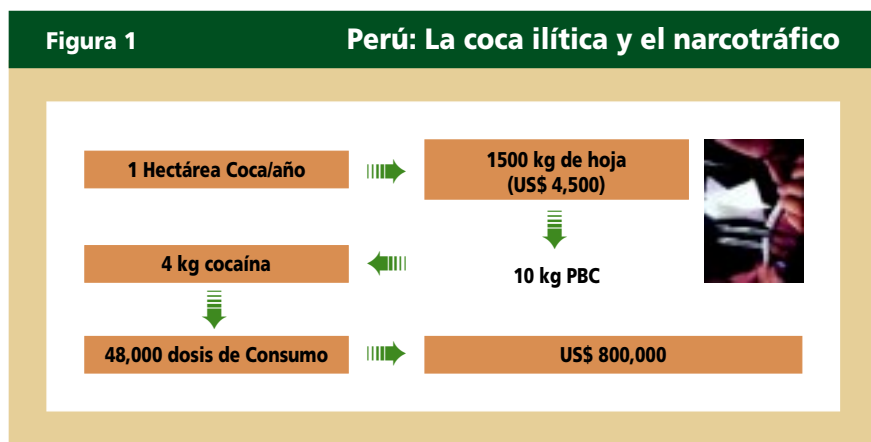 Figura 1
Perú: La coca ilítica y el narcotráfico
1 Hectárea Coca/año
1500 kg de hoja
(US$ 4,500)
10 kg PBC
4 kg cocaína
48,000 dosis de Consumo
US$ 800,000